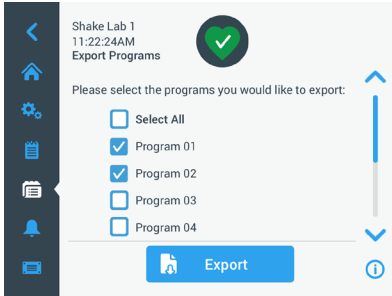 Shake Lab 1
11:22:24AM
Export Programs
Please select the programs you would like to export:
Select All
Program 01
Program 02
Program 03
Program 04
Export